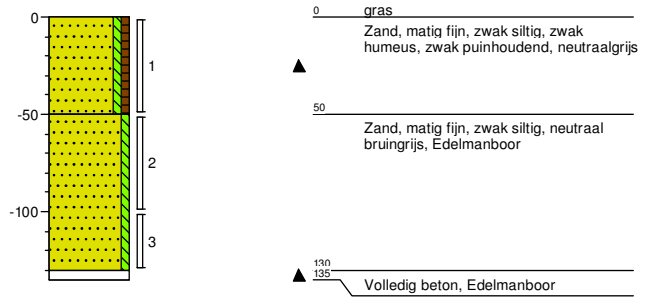 0
-50
-100
1
2
3
0
gras
Zand, matig fijn, zwak siltig, zwak
humeus, zwak puinhoudend, neutraalgrijs
50
Zand, matig fijn, zwak siltig, neutraal
bruingrijs, Edelmanboor
130
135
Volledig beton, Edelmanboor